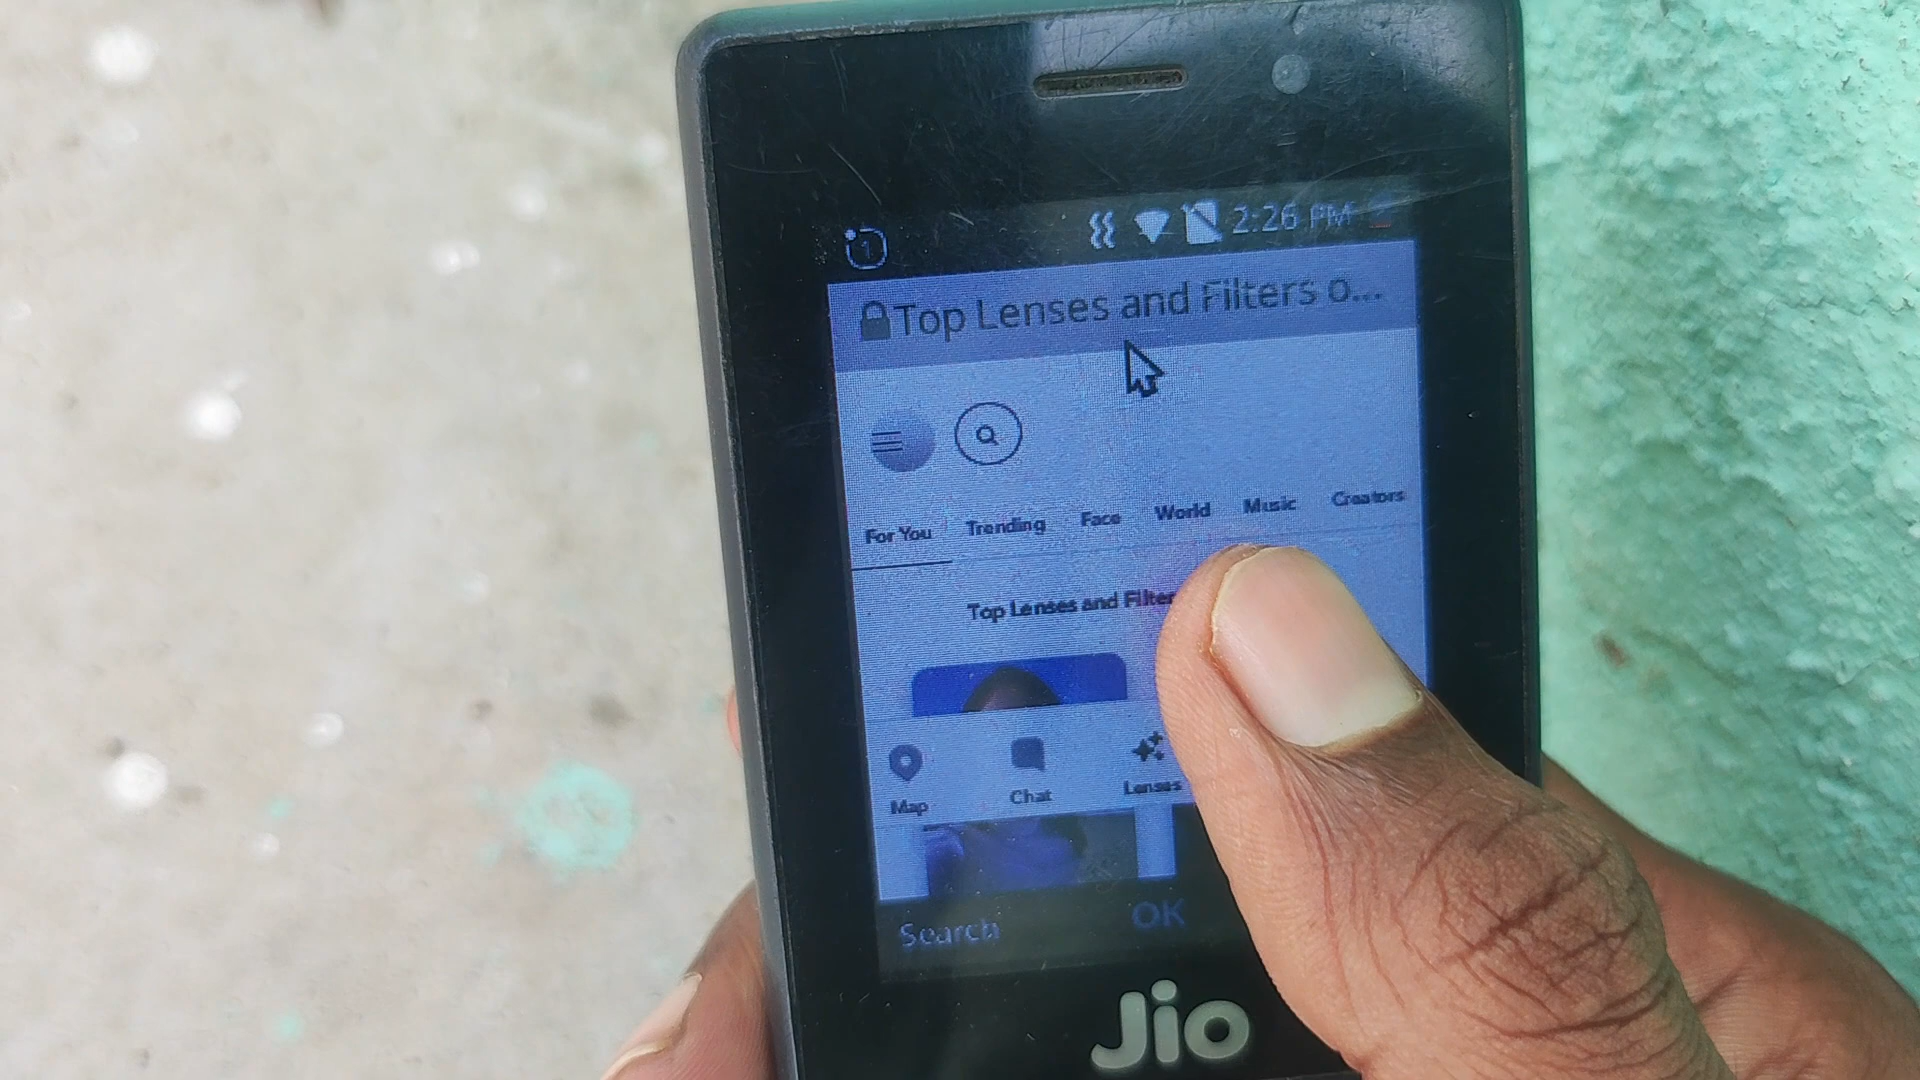 1 2:26 PM
Top Lenses and Filters o...
For You Trending Face World Music Creators
Top Lenses and Filter
Map Chat Lenses
Search OK
Jio